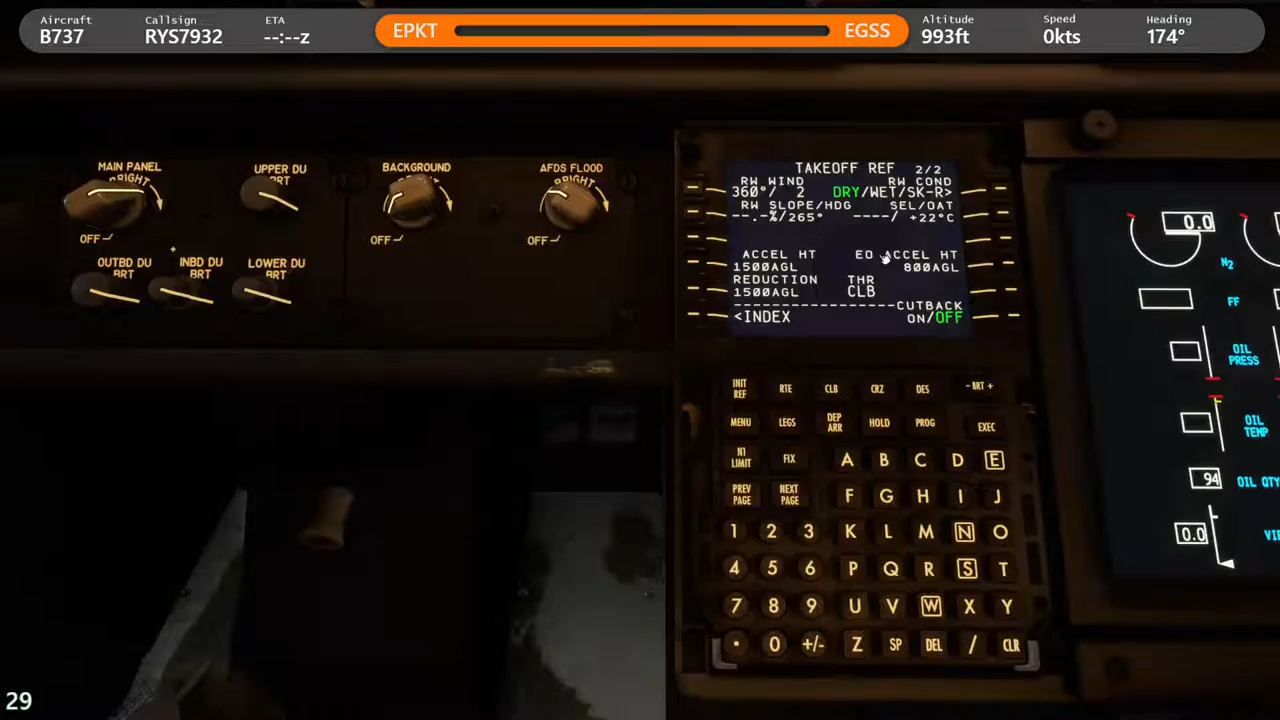 Aircraft Callsign ETA Altitude Speed Heading
B737 RYS7932 --:--z EPKT EGSS 993ft 0kts 174°
MAIN PANEL UPPER DU BACKGROUND AFDS FLOOD
BRIGHT BRT BRIGHT
OFF OFF OFF
OUTBD DU INBD DU LOWER DU
BRT BRT BRT
TAKEOFF REF 2/2
RW WIND RW COND
360°/ 2 DRY/WET/SK-R>
RW SLOPE/HDG SEL/OAT
--.-%/265° ----/ +22°C
ACCEL HT EO ACCEL HT
1500AGL 800AGL
REDUCTION THR
1500AGL CLB
----------------CUTBACK
<INDEX ON/OFF
INIT REF RTE CLB CRZ DES - BRT +
MENU LEGS DEP ARR HOLD PROG EXEC
N1 LIMIT FIX A B C D E
PREV PAGE NEXT PAGE F G H I J
1 2 3 K L M N O
4 5 6 P Q R S T
7 8 9 U V W X Y
. 0 +/- Z SP DEL / CLR
0.0
N2
FF
OIL
PRESS
OIL
TEMP
94 OIL QTY
0.0
29